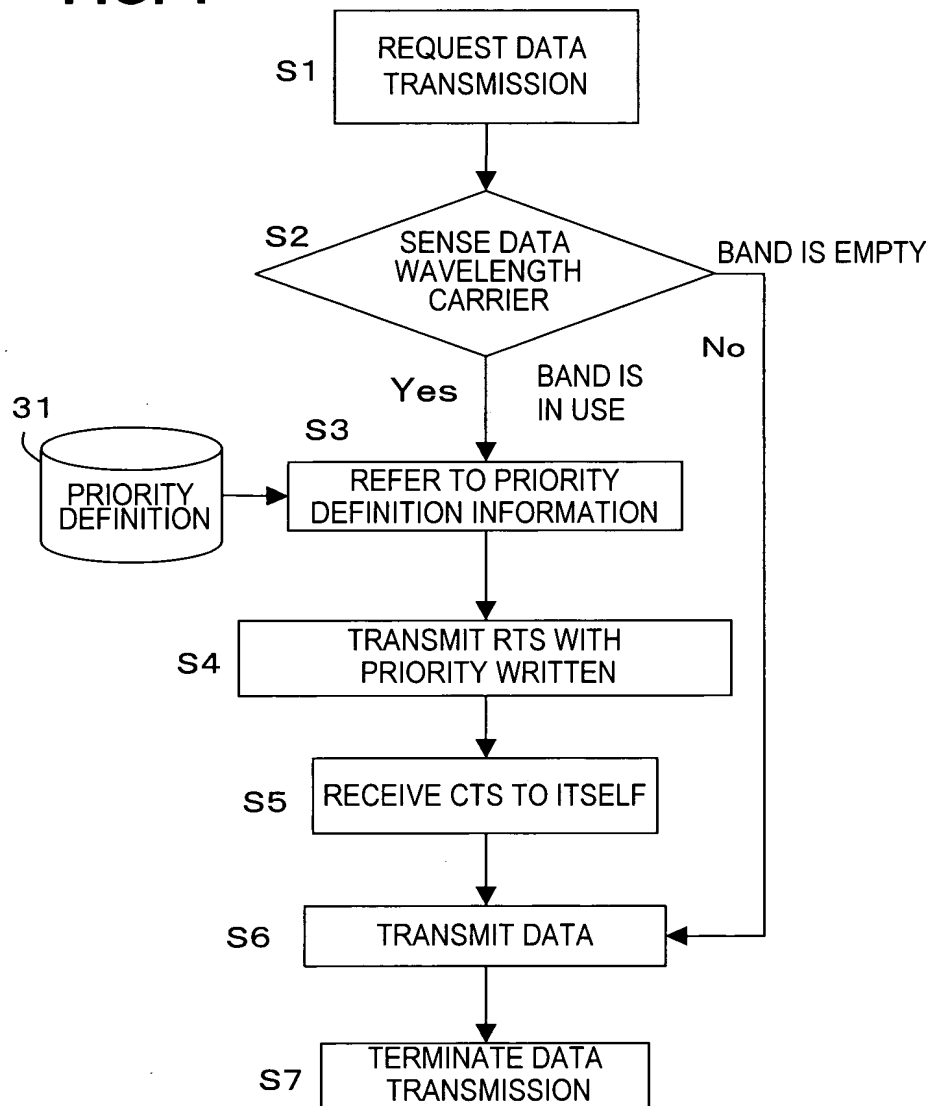 S1
REQUEST DATA
TRANSMISSION
S2
SENSE DATA
WAVELENGTH
CARRIER
BAND IS EMPTY
No
Yes
BAND IS
IN USE
31
PRIORITY
DEFINITION
S3
REFER TO PRIORITY
DEFINITION INFORMATION
S4
TRANSMIT RTS WITH
PRIORITY WRITTEN
S5
RECEIVE CTS TO ITSELF
S6
TRANSMIT DATA
S7
TERMINATE DATA
TRANSMISSION